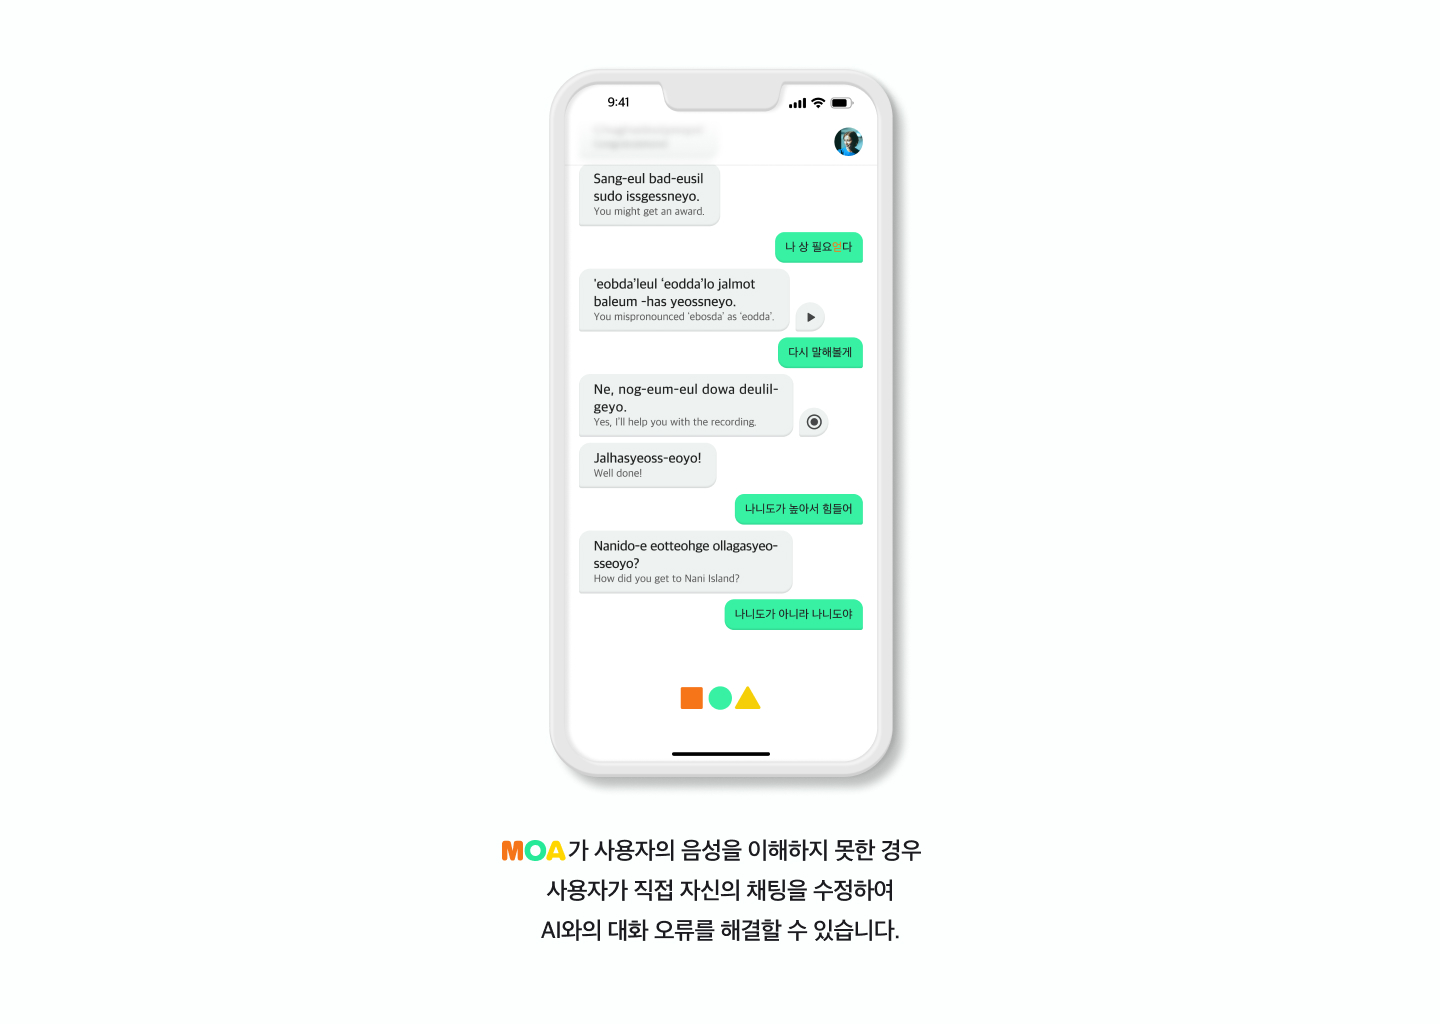 9:41
Sang-eul bad-eusil
sudo issgessneyo.
You might get an award.
나 상 필요얻다
'eobda'leul 'eodda'lo jalmot
baleum -has yeossneyo.
You mispronounced 'ebosda' as 'eodda'.
다시 말해볼게
Ne, nog-eum-eul dowa deulil-
geyo.
Yes, I'll help you with the recording.
Jalhasyeoss-eoyo!
Well done!
나니도가 높아서 힘들어
Nanido-e eotteohge ollagasyeo-
sseoyo?
How did you get to Nani Island?
나니도가 아니라 나니도야
MOA가 사용자의 음성을 이해하지 못한 경우
사용자가 직접 자신의 채팅을 수정하여
AI와의 대화 오류를 해결할 수 있습니다.